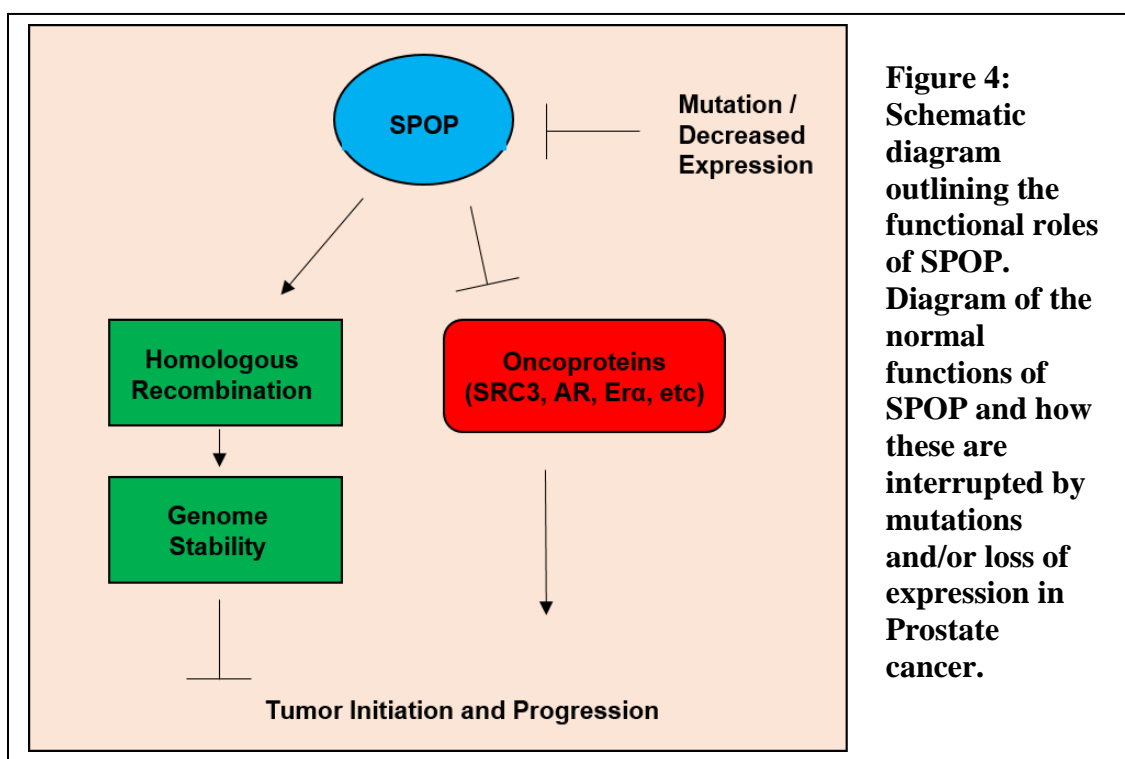 SPOP
Mutation /
Decreased
Expression
Homologous
Recombination
Oncoproteins
(SRC3, AR, Erα, etc)
Genome
Stability
Tumor Initiation and Progression
Figure 4:
Schematic
diagram
outlining the
functional roles
of SPOP.
Diagram of the
normal
functions of
SPOP and how
these are
interrupted by
mutations
and/or loss of
expression in
Prostate
cancer.